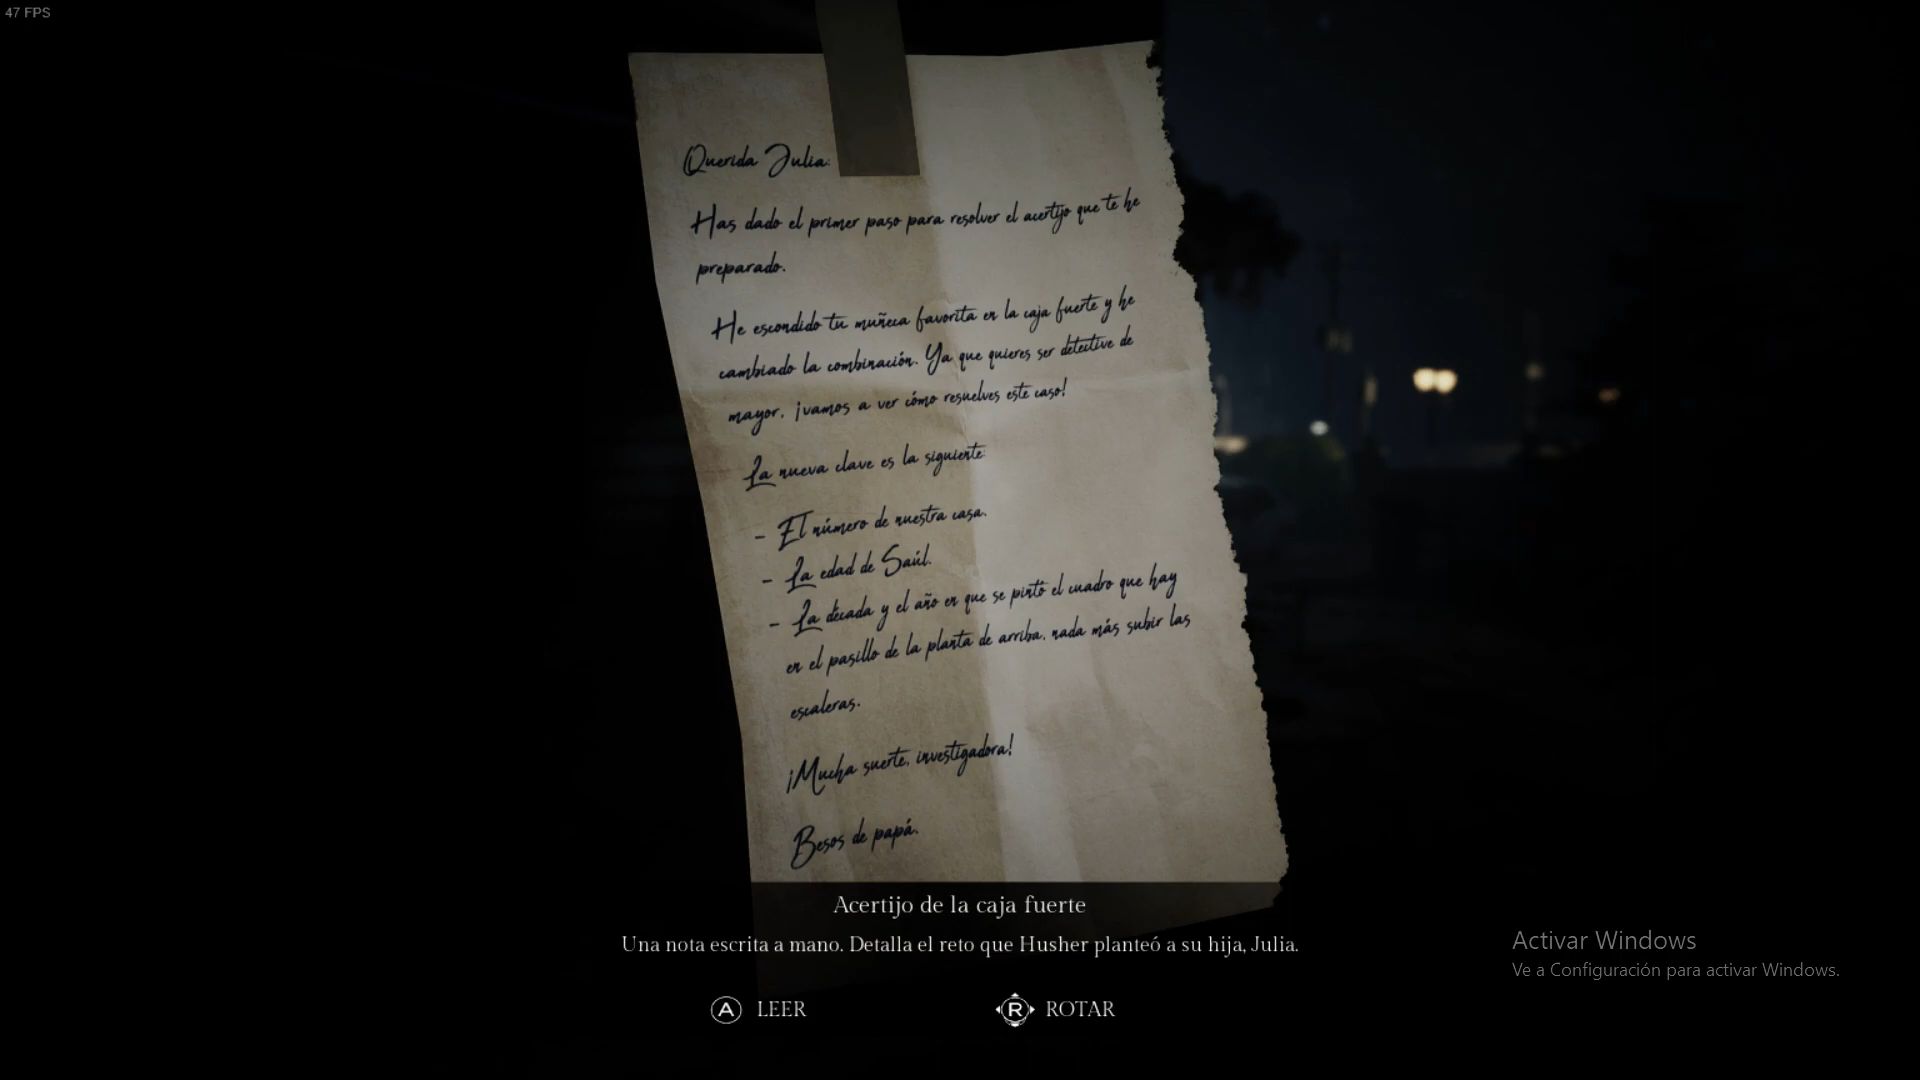 47 FPS
Querida Julia:
Has dado el primer paso para resolver el acertijo que te he
preparado.
He escondido tu muñeca favorita en la caja fuerte y he
cambiado la combinación. Ya que quieres ser detective de
mayor, ¡vamos a ver cómo resuelves este caso!
La nueva clave es la siguiente:
- El número de nuestra casa.
- La edad de Saúl.
- La década y el año en que se pintó el cuadro que hay
en el pasillo de la planta de arriba, nada más subir las
escaleras.
¡Mucha suerte, investigadora!
Besos de papá.
Acertijo de la caja fuerte
Una nota escrita a mano. Detalla el reto que Husher planteó a su hija, Julia.
A LEER
R ROTAR
Activar Windows
Ve a Configuración para activar Windows.